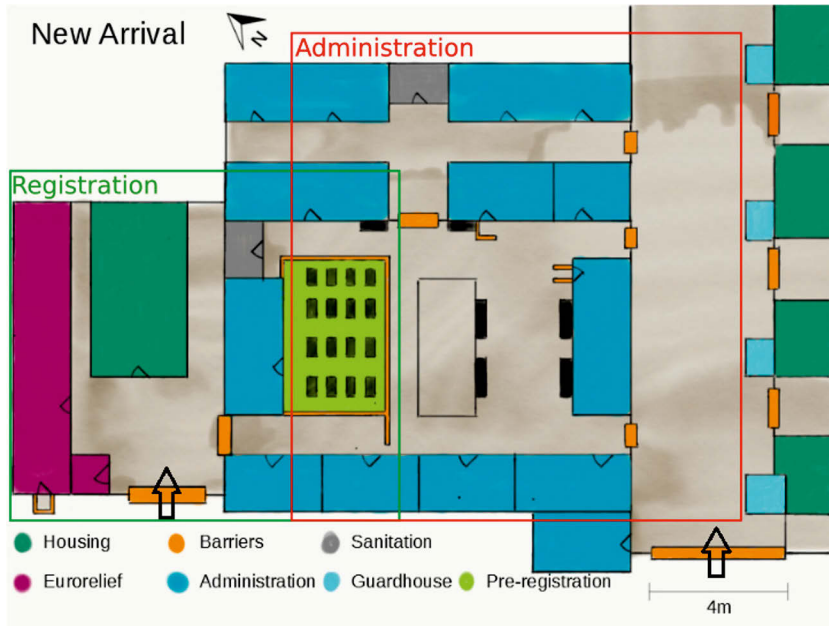 New Arrival
N
Administration
Registration
Housing
Barriers
Sanitation
Eurorelief
Administration
Guardhouse
Pre-registration
4m